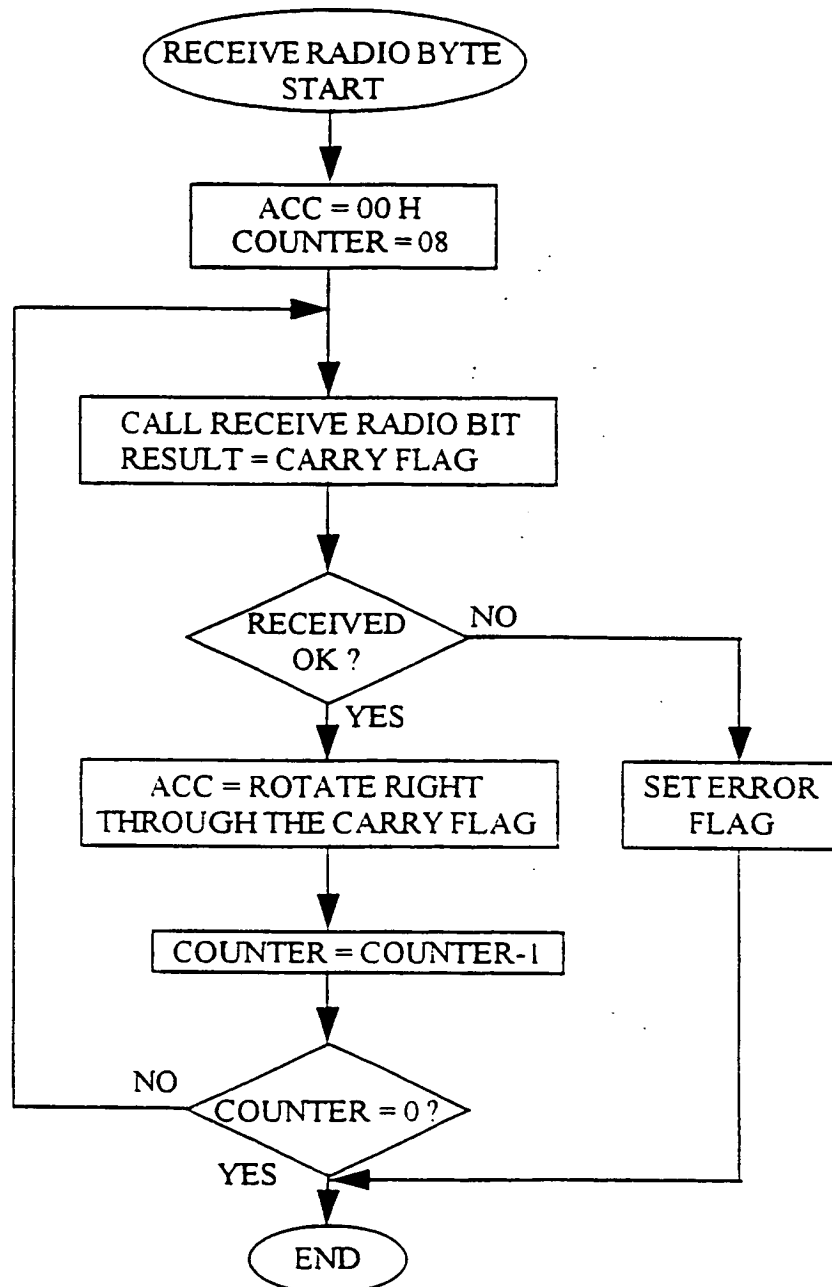 RECEIVE RADIO BYTE
START
ACC = 00 H
COUNTER = 08
CALL RECEIVE RADIO BIT
RESULT = CARRY FLAG
RECEIVED
OK ?
NO
YES
ACC = ROTATE RIGHT
THROUGH THE CARRY FLAG
SET ERROR
FLAG
COUNTER = COUNTER-1
NO
COUNTER = 0 ?
YES
END